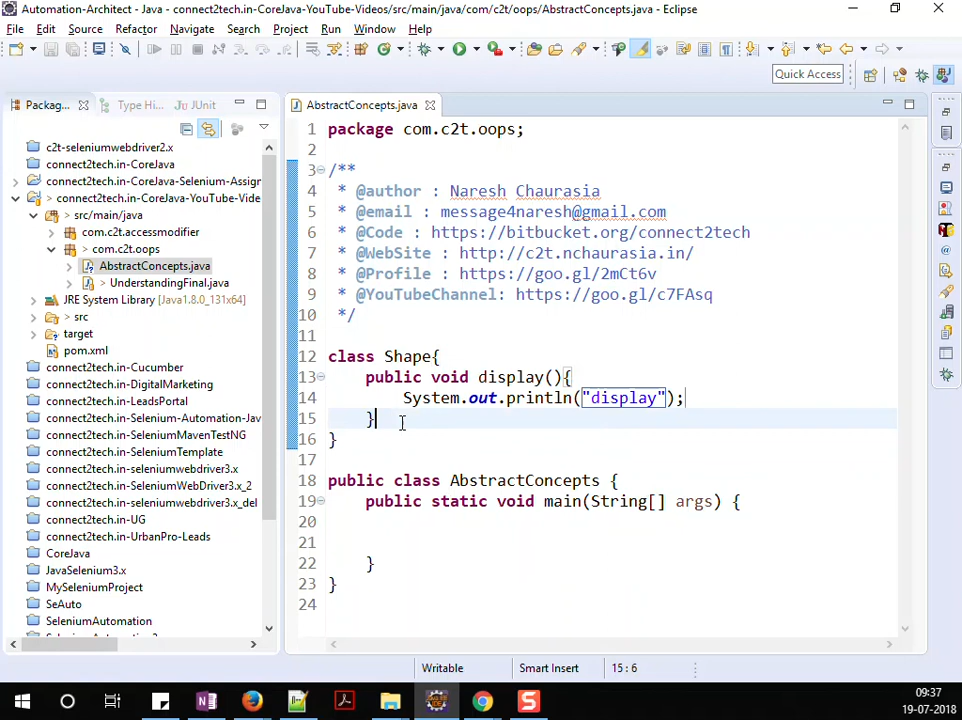 Automation-Architect - Java - connect2tech.in-CoreJava-YouTube-Videos/src/main/java/com/c2t/oops/AbstractConcepts.java - Eclipse
File Edit Source Refactor Navigate Search Project Run Window Help
Quick Access
Packag... Type Hi... JUnit
c2t-seleniumwebdriver2.x
connect2tech.in-CoreJava
connect2tech.in-CoreJava-Selenium-Assign
> connect2tech.in-CoreJava-YouTube-Vide
> src/main/java
com.c2t.accessmodifier
> com.c2t.oops
AbstractConcepts.java
> UnderstandingFinal.java
JRE System Library [Java1.8.0_131x64]
> src
target
pom.xml
connect2tech.in-Cucumber
connect2tech.in-DigitalMarketing
connect2tech.in-LeadsPortal
connect2tech.in-Selenium-Automation-Jav
connect2tech.in-SeleniumMavenTestNG
connect2tech.in-SeleniumTemplate
connect2tech.in-seleniumwebdriver3.x
connect2tech.in-SeleniumWebDriver3.x_2
connect2tech.in-seleniumwebdriver3.x_del
connect2tech.in-UG
connect2tech.in-UrbanPro-Leads
CoreJava
JavaSelenium3.x
MySeleniumProject
SeAuto
SeleniumAutomation
AbstractConcepts.java
1 package com.c2t.oops;
2
3 /**
4 * @author : Naresh Chaurasia
5 * @email : message4naresh@gmail.com
6 * @Code : https://bitbucket.org/connect2tech
7 * @WebSite : http://c2t.nchaurasia.in/
8 * @Profile : https://goo.gl/2mCt6v
9 * @YouTubeChannel: https://goo.gl/c7FAsq
10 */
11
12 class Shape{
13 public void display(){
14 System.out.println("display");
15 }
16 }
17
18 public class AbstractConcepts {
19 public static void main(String[] args) {
20
21
22 }
23 }
24
Writable Smart Insert 15 : 6
09:37
19-07-2018